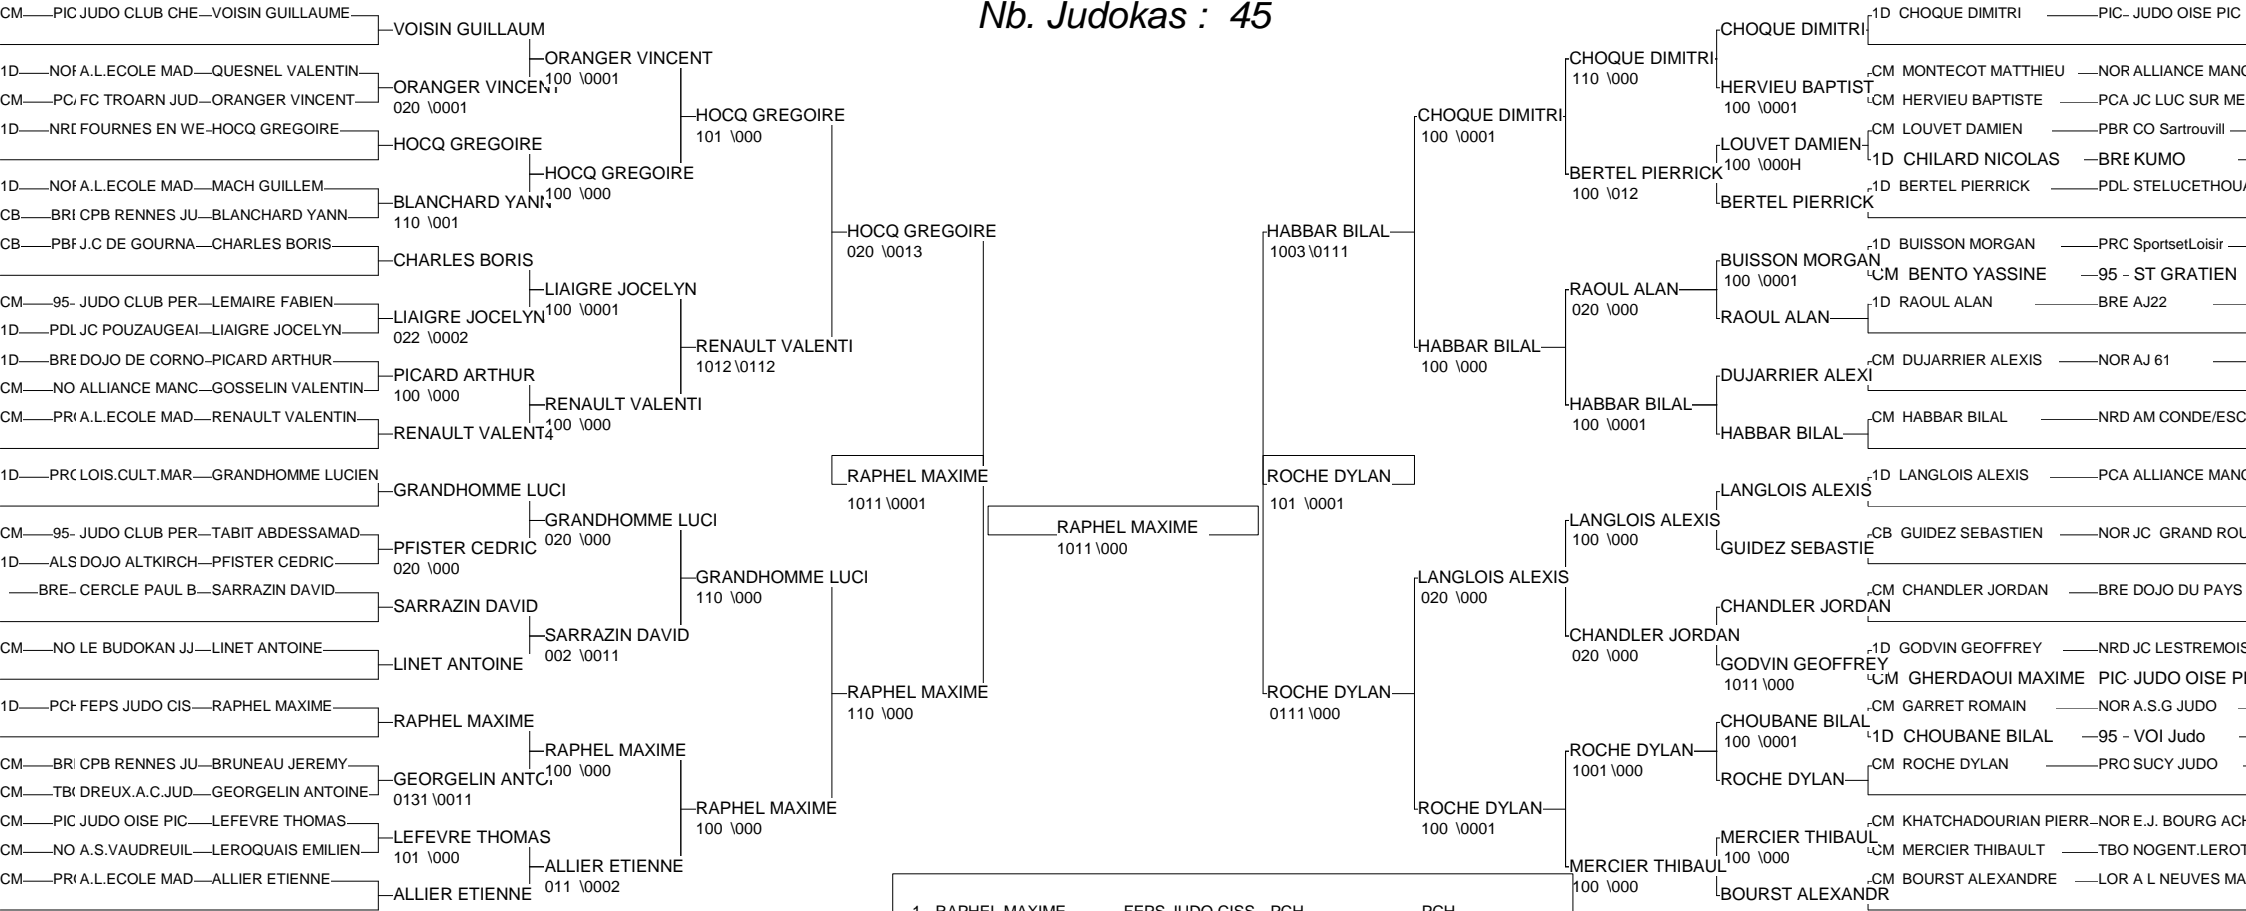 Nb. Judokas :  45
CM PIC JUDO CLUB CHE VOISIN GUILLAUME
1D A.L.ECOLE MAD QUESNEL VALENTIN
CM FC TROARN JUD ORANGER VINCENT
1D FOURNES EN WE HOCQ GREGOIRE
1D A.L.ECOLE MAD MACH GUILLEM
CB CPB RENNES JU BLANCHARD YANN
CB J.C DE GOURNA CHARLES BORIS
CM 95- JUDO CLUB PER LEMAIRE FABIEN
1D PDL JC POUZAUGEAI LIAIGRE JOCELYN
1D BRE DOJO DE CORNO PICARD ARTHUR
CM NO ALLIANCE MANC GOSSELIN VALENTIN
CM A.L.ECOLE MAD RENAULT VALENTIN
1D LOIS.CULT.MAR GRANDHOMME LUCIEN
CM 95- JUDO CLUB PER TABIT ABDESSAMAD
1D ALS DOJO ALTKIRCH PFISTER CEDRIC
BRE CERCLE PAUL B SARRAZIN DAVID
CM NO LE BUDOKAN JJ LINET ANTOINE
1D FEPS JUDO CIS RAPHEL MAXIME
CM CPB RENNES JU BRUNEAU JEREMY
CM DREUX.A.C.JUD GEORGELIN ANTOINE
CM PIC JUDO OISE PIC LEFEVRE THOMAS
CM NO A.S.VAUDREUIL LEROQUAIS EMILIEN
CM A.L.ECOLE MAD ALLIER ETIENNE
VOISIN GUILLAUM
ORANGER VINCENT
020 \0001
HOCQ GREGOIRE
BLANCHARD YANN
110 \001
CHARLES BORIS
LIAIGRE JOCELYN
022 \0002
PICARD ARTHUR
100 \000
RENAULT VALENT
GRANDHOMME LUCI
PFISTER CEDRIC
020 \000
SARRAZIN DAVID
LINET ANTOINE
RAPHEL MAXIME
GEORGELIN ANTO
0131 \0011
LEFEVRE THOMAS
101 \000
ALLIER ETIENNE
ORANGER VINCENT
100 \0001
HOCQ GREGOIRE
100 \000
LIAIGRE JOCELYN
100 \0001
RENAULT VALENTI
100 \000
GRANDHOMME LUCI
020 \000
SARRAZIN DAVID
002 \0011
RAPHEL MAXIME
100 \000
ALLIER ETIENNE
011 \0002
HOCQ GREGOIRE
101 \000
RENAULT VALENTI
1012 \0112
GRANDHOMME LUCI
110 \000
RAPHEL MAXIME
100 \000
HOCQ GREGOIRE
020 \0013
RAPHEL MAXIME
1011 \0001
RAPHEL MAXIME
110 \000
RAPHEL MAXIME
1011 \000
HABBAR BILAL
1003 \0111
ROCHE DYLAN
101 \0001
ROCHE DYLAN
0111 \000
CHOQUE DIMITRI
100 \0001
HABBAR BILAL
100 \000
LANGLOIS ALEXIS
020 \000
ROCHE DYLAN
100 \0001
CHOQUE DIMITRI
110 \000
BERTEL PIERRICK
100 \012
RAOUL ALAN
020 \000
HABBAR BILAL
100 \0001
LANGLOIS ALEXIS
100 \000
CHANDLER JORDAN
020 \000
ROCHE DYLAN
1001 \000
MERCIER THIBAUL
100 \000
CHOQUE DIMITRI
HERVIEU BAPTIST
100 \0001
LOUVET DAMIEN
100 \000H
BERTEL PIERRICK
BUISSON MORGAN
100 \0001
RAOUL ALAN
DUJARRIER ALEXI
HABBAR BILAL
LANGLOIS ALEXIS
GUIDEZ SEBASTIE
CHANDLER JORDAN
GODVIN GEOFFREY
1011 \000
CHOUBANE BILAL
100 \0001
ROCHE DYLAN
MERCIER THIBAUL
100 \000
BOURST ALEXANDR
1D CHOQUE DIMITRI PIC JUDO OISE PIC
CM MONTECOT MATTHIEU NOR ALLIANCE MANC
CM HERVIEU BAPTISTE PCA JC LUC SUR ME
CM LOUVET DAMIEN PBR CO Sartrouvill
1D CHILARD NICOLAS BRE KUMO
1D BERTEL PIERRICK PDL STELUCETHOUA
1D BUISSON MORGAN PRO SportsetLoisir
CM BENTO YASSINE 95 - ST GRATIEN
1D RAOUL ALAN BRE AJ22
CM DUJARRIER ALEXIS NOR AJ 61
CM HABBAR BILAL NRD AM CONDE/ESC
1D LANGLOIS ALEXIS PCA ALLIANCE MANC
CB GUIDEZ SEBASTIEN NOR JC GRAND ROU
CM CHANDLER JORDAN BRE DOJO DU PAYS
1D GODVIN GEOFFREY NRD JC LESTREMOIS
CM GHERDAOUI MAXIME PIC JUDO OISE PI
CM GARRET ROMAIN NOR A.S.G JUDO
1D CHOUBANE BILAL 95 - VOI Judo
CM ROCHE DYLAN PRO SUCY JUDO
CM KHATCHADOURIAN PIERR NOR E.J. BOURG ACH
CM MERCIER THIBAULT TBO NOGENT.LEROT
CM BOURST ALEXANDRE LOR A L NEUVES MA
1 RAPHEL MAXIME FEPS JUDO CISS PCH PCH